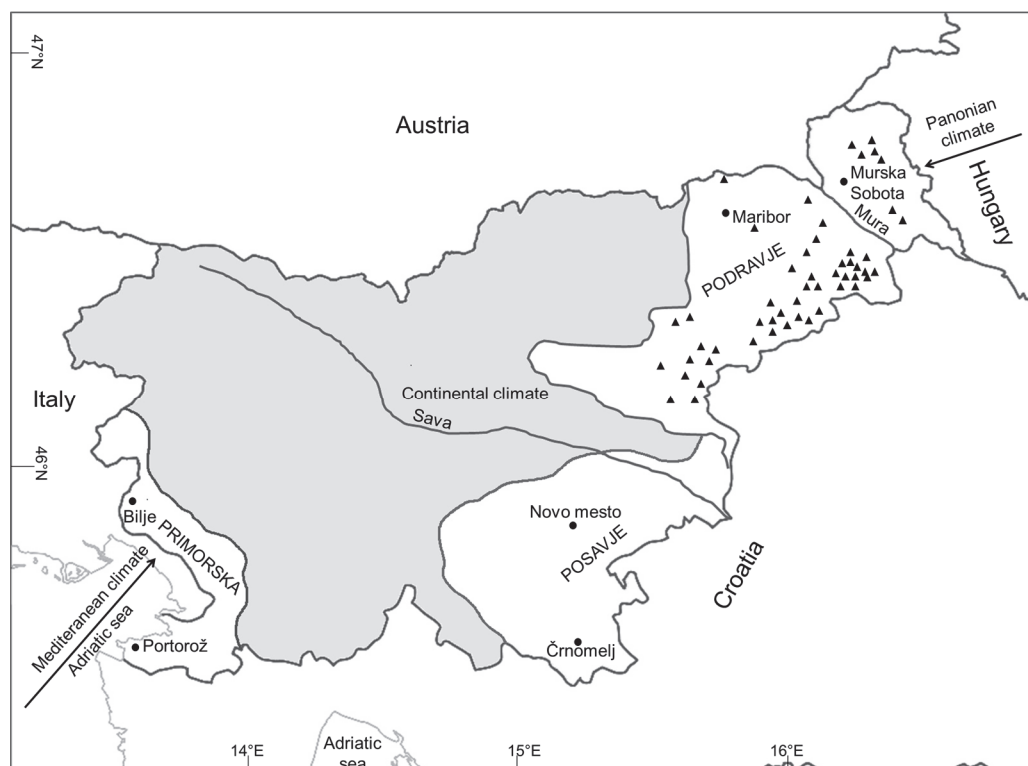 47°N
Austria
Panonian
climate
Hungary
Murska
Sobota
Mura
Maribor
PODRAVJE
Continental climate
Sava
Italy
46°N
Bilje
PRIMORSKA
Novo mesto
POSAVJE
Croatia
Mediteranean climate
Adriatic sea
Portorož
Črnomelj
14°E
15°E
16°E
Adriatic
sea